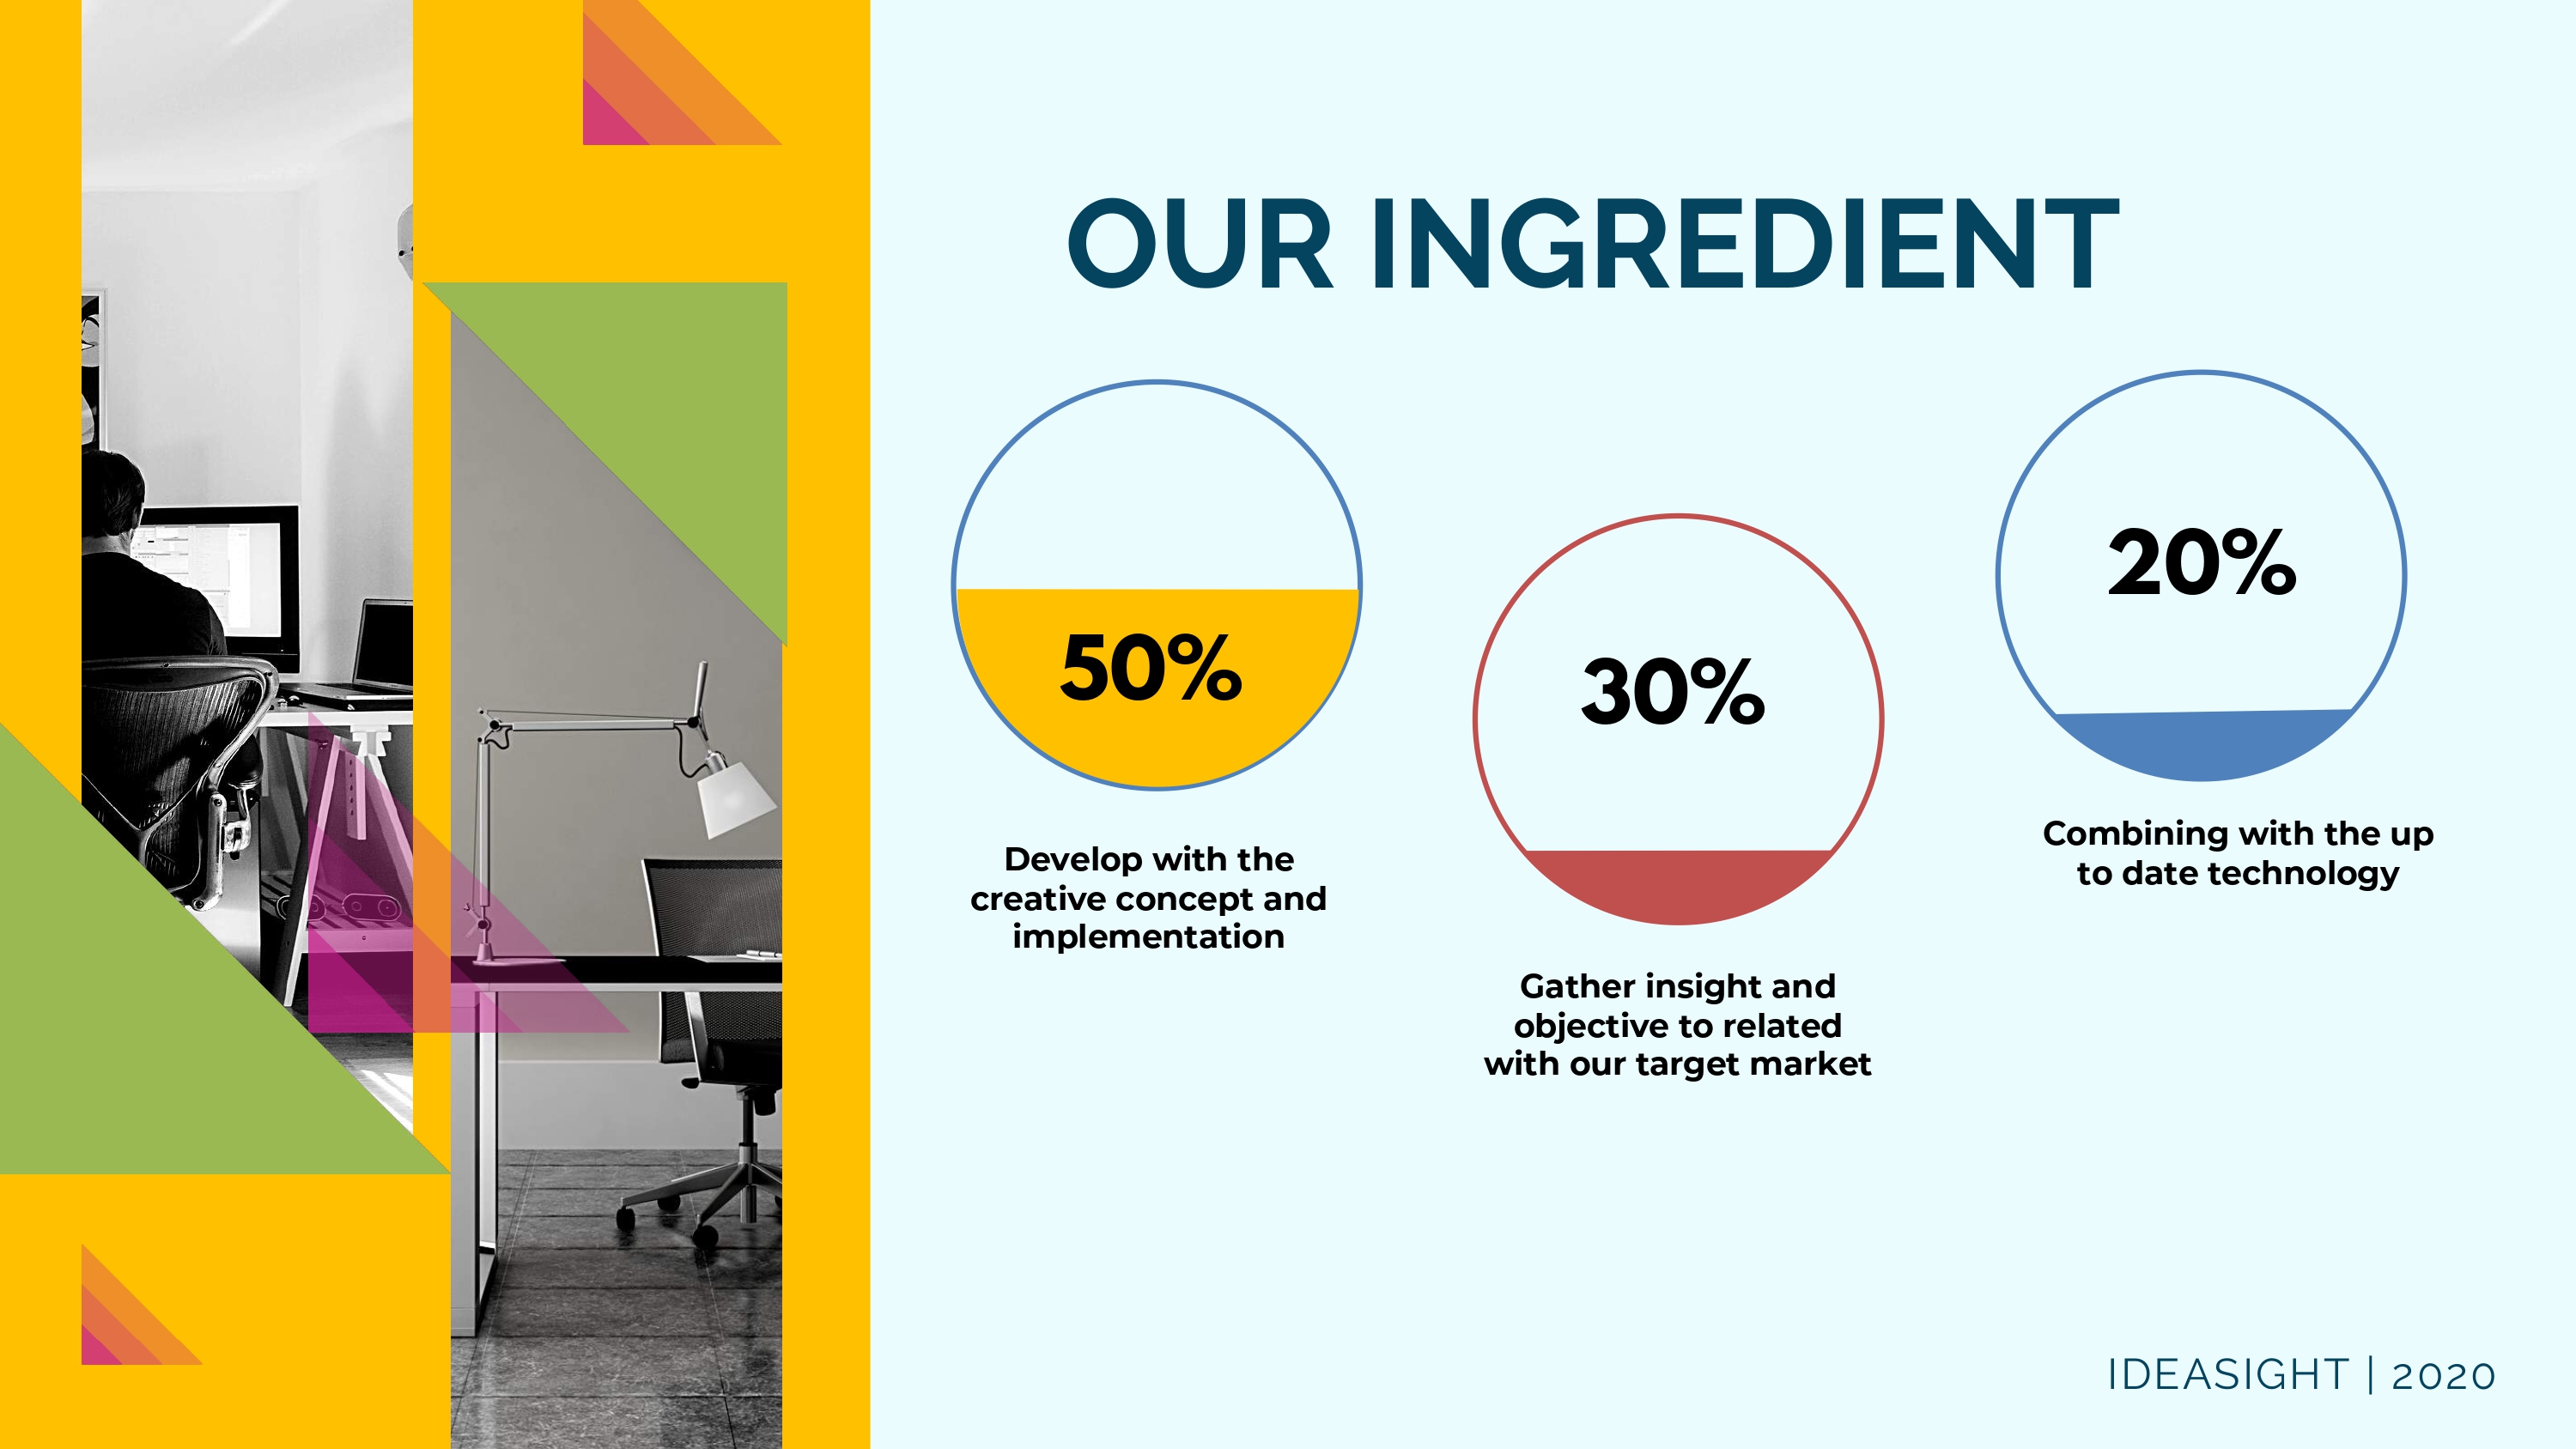 OUR INGREDIENT
50%
Develop with the
creative concept and
implementation
30%
Gather insight and
objective to related
with our target market
20%
Combining with the up
to date technology
IDEASIGHT | 2020